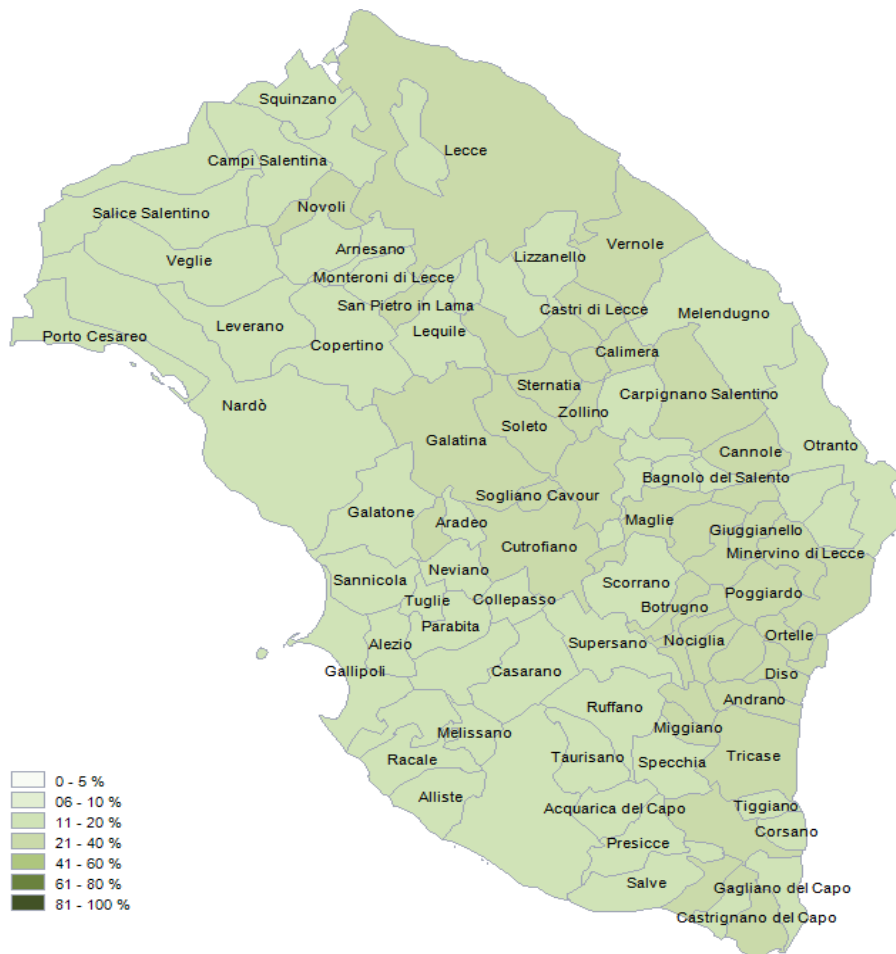 Squinzano
Lecce
Campi Salentina
Novoli
Salice Salentino
Arnesano
Vernole
Veglie
Lizzanello
Monteroni di Lecce
San Pietro in Lama
Castri di Lecce
Melendugno
Leverano
Lequile
Porto Cesareo
Copertino
Calimera
Sternatia
Carpignano Salentino
Nardò
Zollino
Soleto
Galatina
Otranto
Cannole
Bagnolo del Salento
Sogliano Cavour
Galatone
Aradeo
Maglie
Giuggianello
Cutrofiano
Minervino di Lecce
Neviano
Sannicola
Scorrano
Poggiardo
Tuglie
Collepasso
Botrugno
Parabita
Ortelle
Alezio
Supersano
Nociglia
Gallipoli
Casarano
Diso
Andrano
Ruffano
Miggiano
Melissano
Racale
Taurisano
Specchia
Tricase
Alliste
Acquarica del Capo
Tiggiano
Corsano
Presicce
Salve
Gagliano del Capo
Castrignano del Capo
0 - 5 %
06 - 10 %
11 - 20 %
21 - 40 %
41 - 60 %
61 - 80 %
81 - 100 %